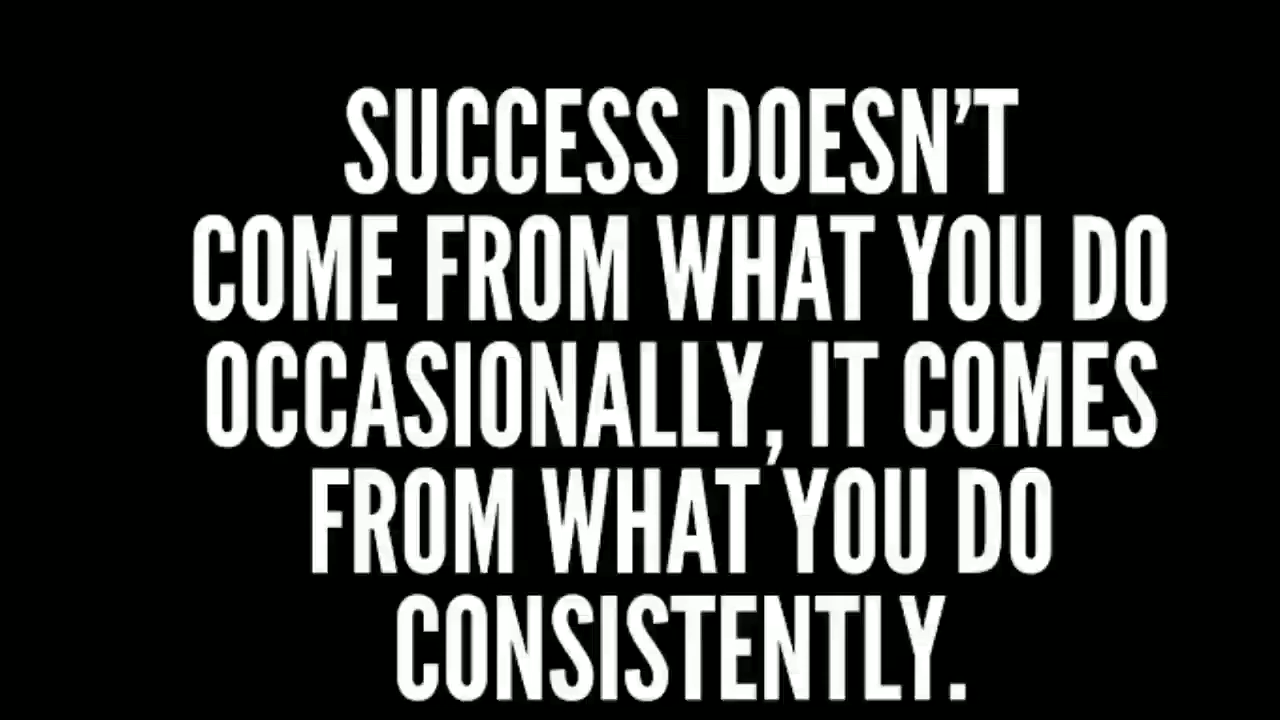 SUCCESS DOESN'T
COME FROM WHAT YOU DO
OCCASIONALLY, IT COMES
FROM WHAT YOU DO
CONSISTENTLY.